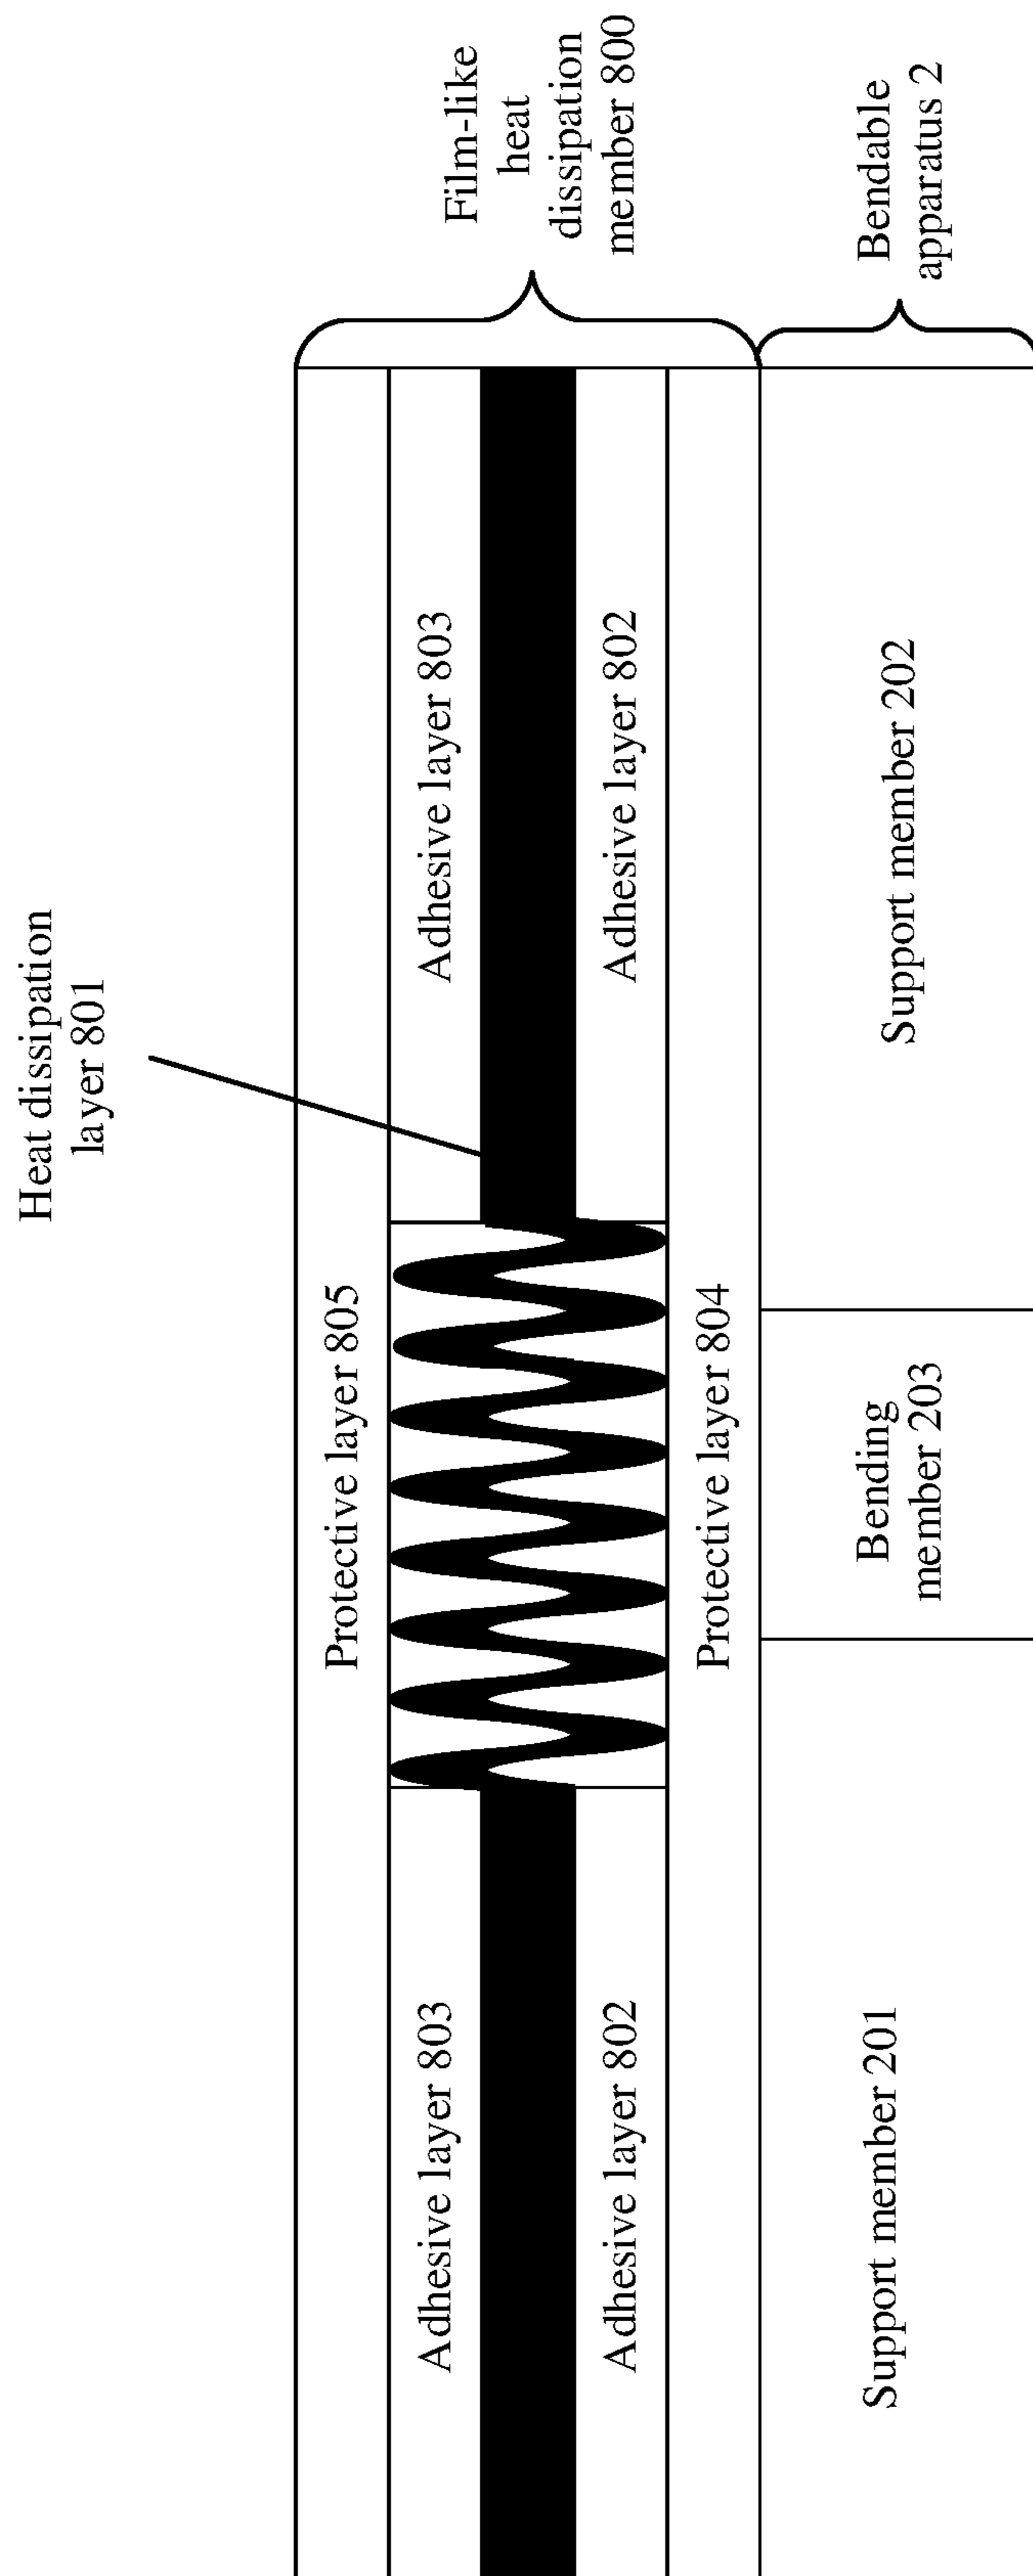 Heat dissipation
layer 801
Film-like
heat
dissipation
member 800
Protective layer 805
Adhesive layer 803
Adhesive layer 803
Adhesive layer 802
Adhesive layer 802
Protective layer 804
Bendable
apparatus 2
Support member 201
Bending
member 203
Support member 202